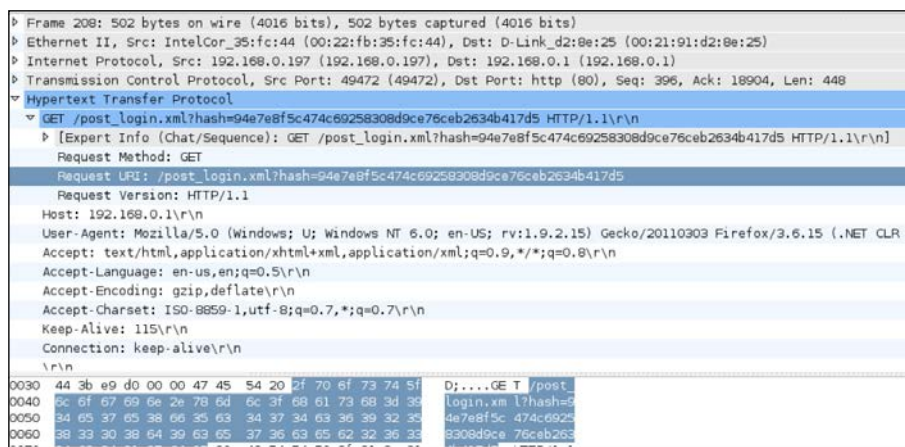 Frame 208: 502 bytes on wire (4016 bits), 502 bytes captured (4016 bits)
Ethernet II, Src: IntelCor_35:fc:44 (00:22:fb:35:fc:44), Dst: D-Link_d2:8e:25 (00:21:91:d2:8e:25)
Internet Protocol, Src: 192.168.0.197 (192.168.0.197), Dst: 192.168.0.1 (192.168.0.1)
Transmission Control Protocol, Src Port: 49472 (49472), Dst Port: http (80), Seq: 396, Ack: 18904, Len: 448
Hypertext Transfer Protocol
GET /post_login.xml?hash=94e7e8f5c474c69258308d9ce76ceb2634b417d5 HTTP/1.1\r\n
[Expert Info (Chat/Sequence): GET /post_login.xml?hash=94e7e8f5c474c69258308d9ce76ceb2634b417d5 HTTP/1.1\r\n]
Request Method: GET
Request URI: /post_login.xml?hash=94e7e8f5c474c69258308d9ce76ceb2634b417d5
Request Version: HTTP/1.1
Host: 192.168.0.1\r\n
User-Agent: Mozilla/5.0 (Windows; U; Windows NT 6.0; en-US; rv:1.9.2.15) Gecko/20110303 Firefox/3.6.15 (.NET CLR
Accept: text/html,application/xhtml+xml,application/xml;q=0.9,*/*;q=0.8\r\n
Accept-Language: en-us,en;q=0.5\r\n
Accept-Encoding: gzip,deflate\r\n
Accept-Charset: ISO-8859-1,utf-8;q=0.7,*;q=0.7\r\n
Keep-Alive: 115\r\n
Connection: keep-alive\r\n
\r\n
0030 44 3b e9 d0 00 00 47 45 54 20 2f 70 6f 73 74 5f D;....GE T /post_
0040 6c 6f 67 69 6e 2e 78 6d 6c 3f 68 61 73 68 3d 39 login.xm l?hash=9
0050 34 65 37 65 38 66 35 63 34 37 34 63 36 39 32 35 4e7e8f5c 474c6925
0060 38 33 30 38 64 39 63 65 37 36 63 65 62 32 36 33 8308d9ce 76ceb263